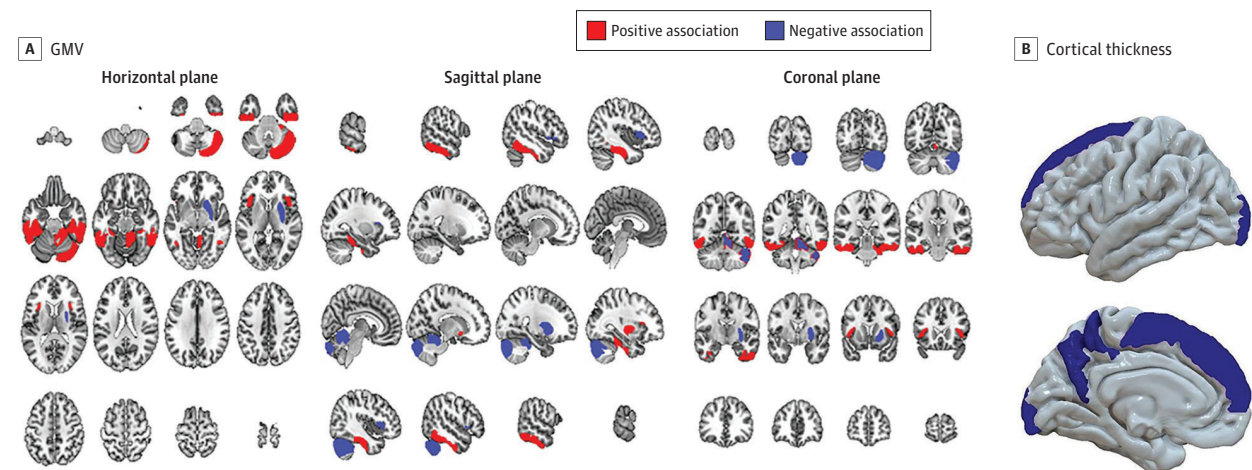 Positive association
Negative association
A GMV
B Cortical thickness
Horizontal plane
Sagittal plane
Coronal plane